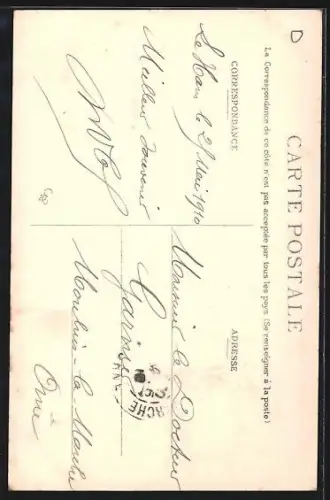 CARTE POSTALE
La Correspondance de ce côté n'est pas acceptée par tous les pays (Se renseigner à la poste)
CORRESPONDANCE
Le Mans le 29 Mai 1910
Meilleur Souvenir
ADRESSE
Monsieur le Docteur
Moulins-la-Marche
Orne
D